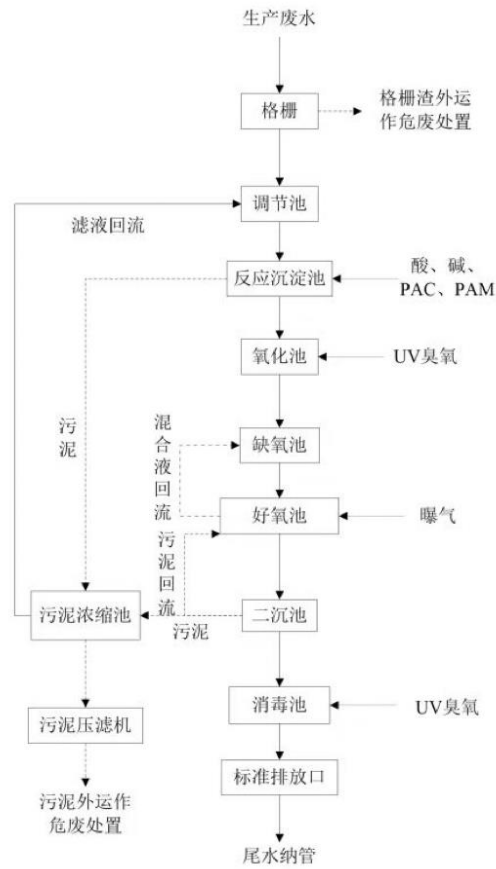 生产废水
格栅
格栅渣外运
作危废处置
调节池
滤液回流
反应沉淀池
酸、碱、
PAC、PAM
氧化池
UV臭氧
污泥
混合液回流
缺氧池
好氧池
曝气
污泥回流
污泥浓缩池
污泥
二沉池
消毒池
UV臭氧
污泥压滤机
标准排放口
污泥外运作
危废处置
尾水纳管